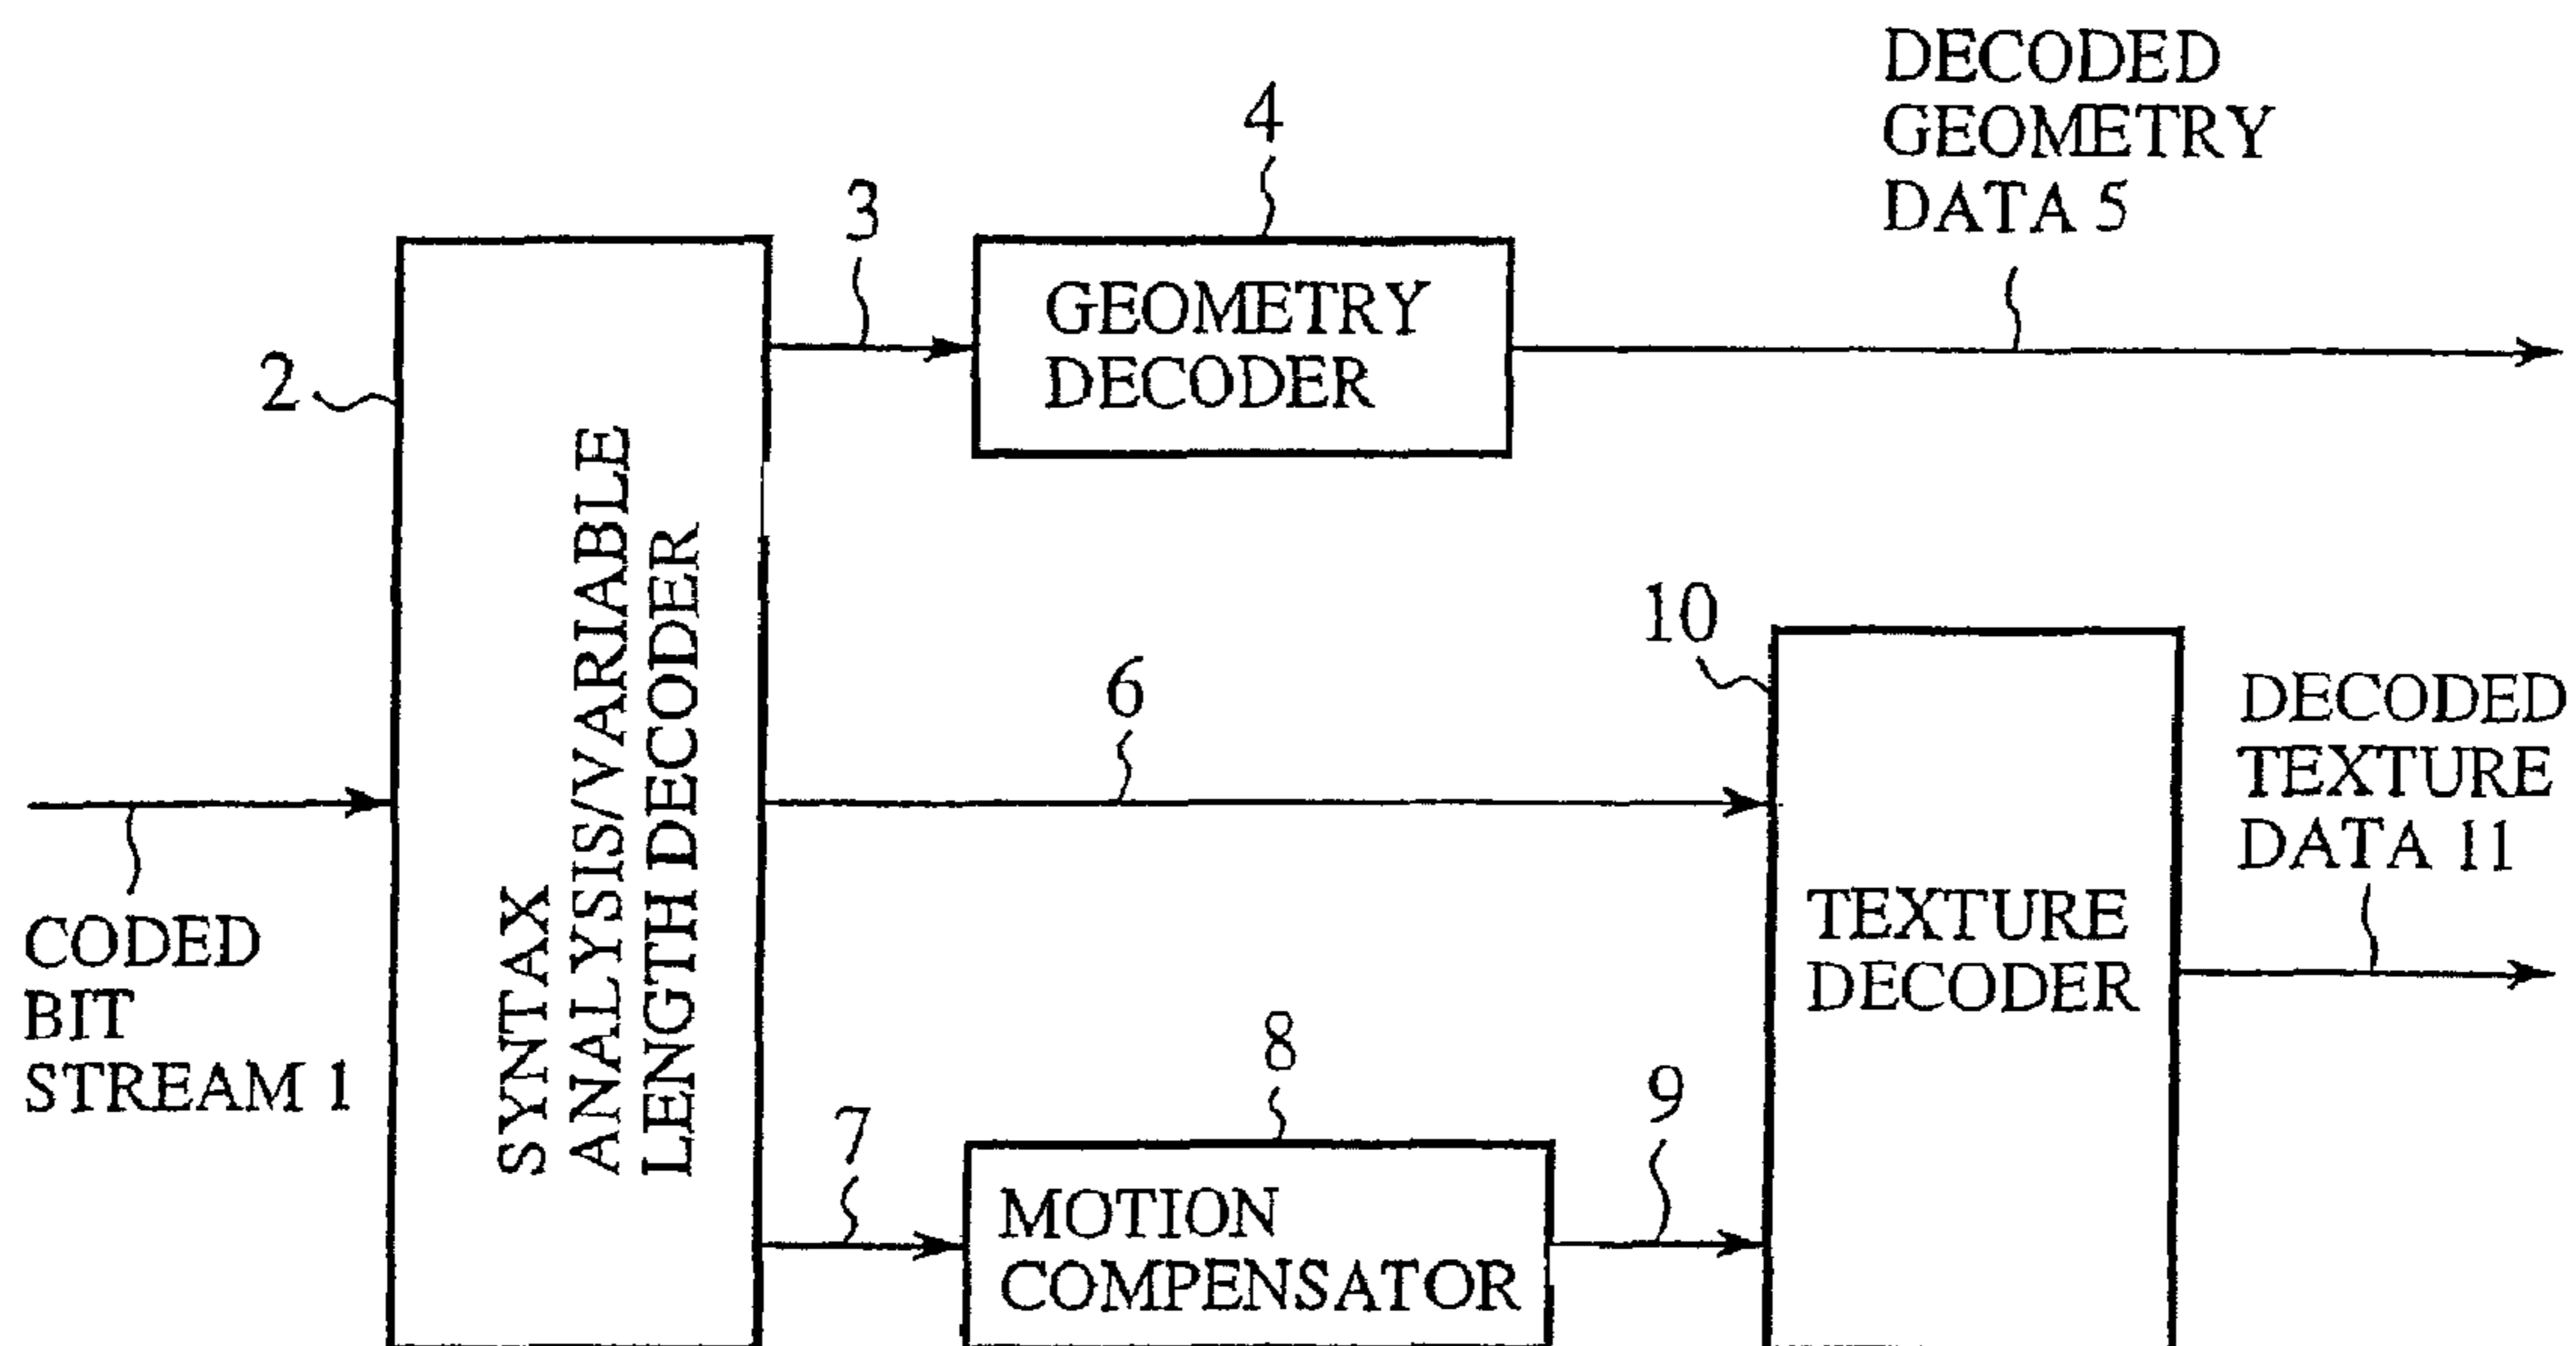 DECODED
GEOMETRY
DATA 5
4
3
GEOMETRY
DECODER
2
SYNTAX
ANALYSIS/VARIABLE
LENGTH DECODER
10
6
DECODED
TEXTURE
DATA 11
TEXTURE
DECODER
CODED
BIT
STREAM 1
8
9
7
MOTION
COMPENSATOR